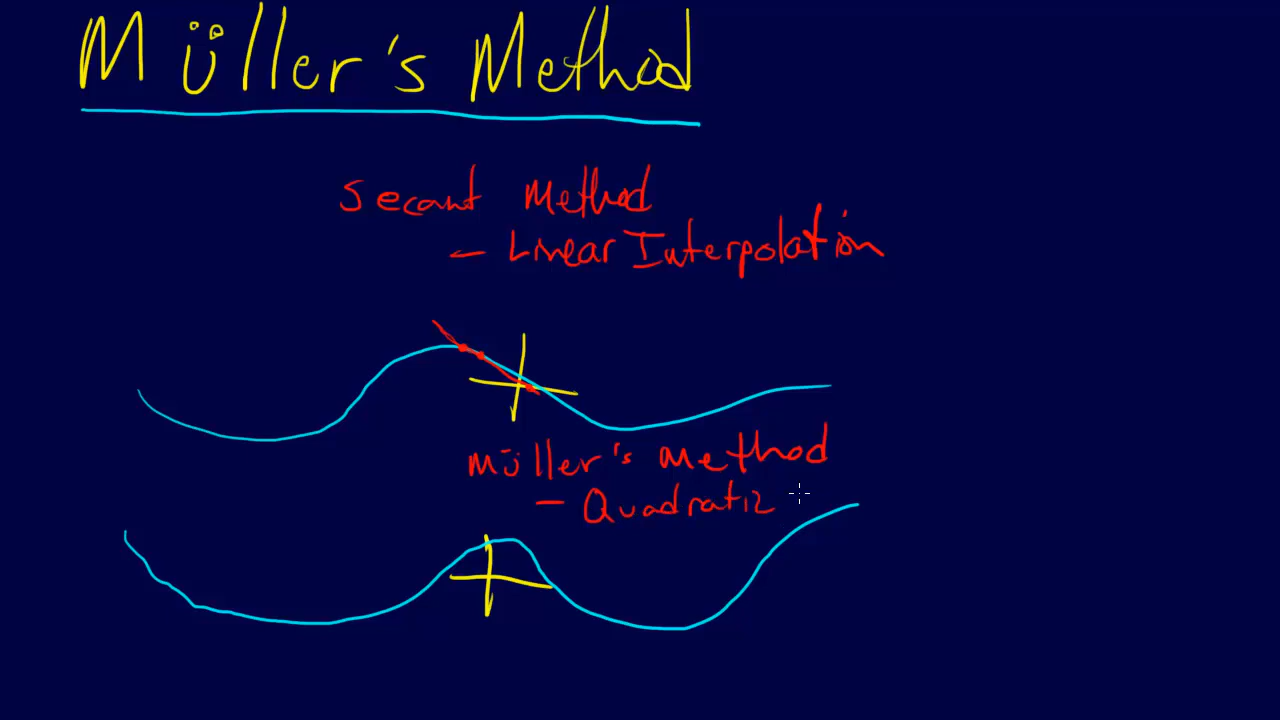 Müller's Method
Secant Method
- Linear Interpolation
Müller's Method
- Quadratic